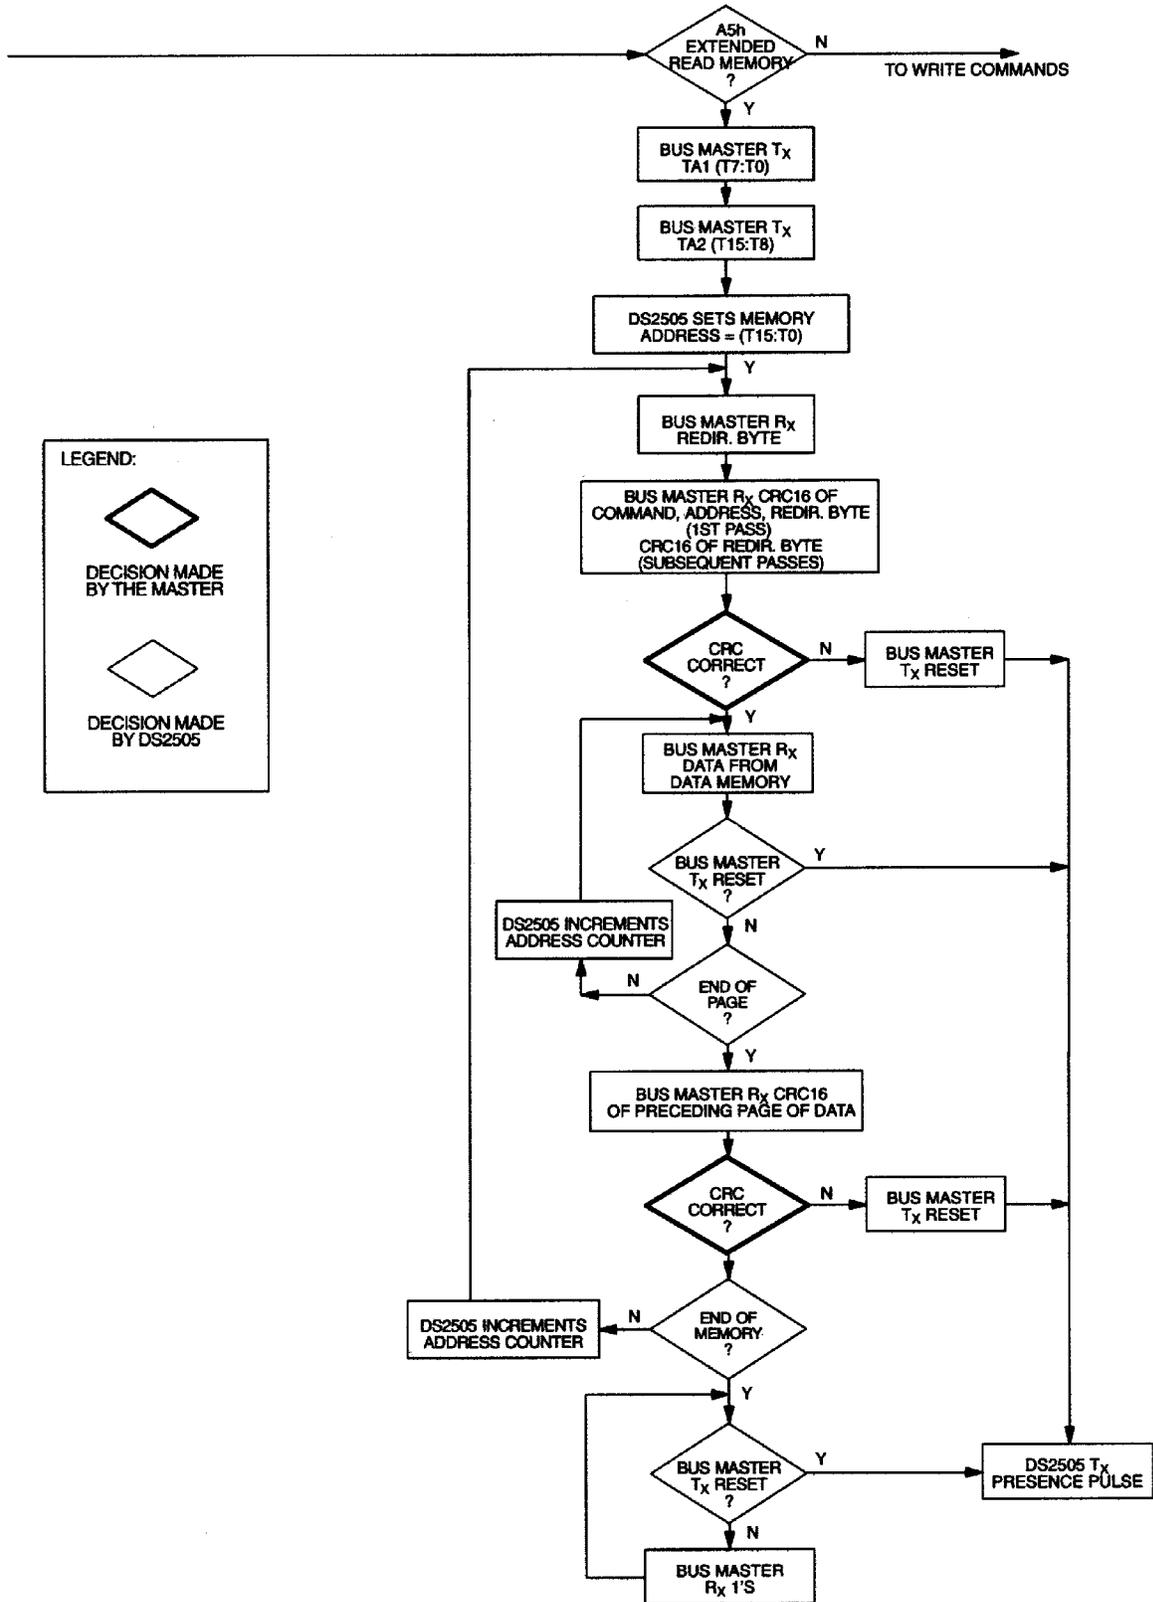 A5h
EXTENDED
READ MEMORY
?
N
TO WRITE COMMANDS
Y
BUS MASTER TX
TA1 (T7:T0)
BUS MASTER TX
TA2 (T15:T8)
DS2505 SETS MEMORY
ADDRESS = (T15:T0)
Y
BUS MASTER RX
REDIR. BYTE
LEGEND:
DECISION MADE
BY THE MASTER
DECISION MADE
BY DS2505
BUS MASTER RX CRC16 OF
COMMAND, ADDRESS, REDIR. BYTE
(1ST PASS)
CRC16 OF REDIR. BYTE
(SUBSEQUENT PASSES)
CRC
CORRECT
?
N
BUS MASTER
TX RESET
Y
BUS MASTER RX
DATA FROM
DATA MEMORY
BUS MASTER
TX RESET
?
Y
N
DS2505 INCREMENTS
ADDRESS COUNTER
N
END OF
PAGE
?
Y
BUS MASTER RX CRC16
OF PRECEDING PAGE OF DATA
CRC
CORRECT
?
N
BUS MASTER
TX RESET
DS2505 INCREMENTS
ADDRESS COUNTER
N
END OF
MEMORY
?
Y
BUS MASTER
TX RESET
?
Y
DS2505 TX
PRESENCE PULSE
N
BUS MASTER
RX 1'S